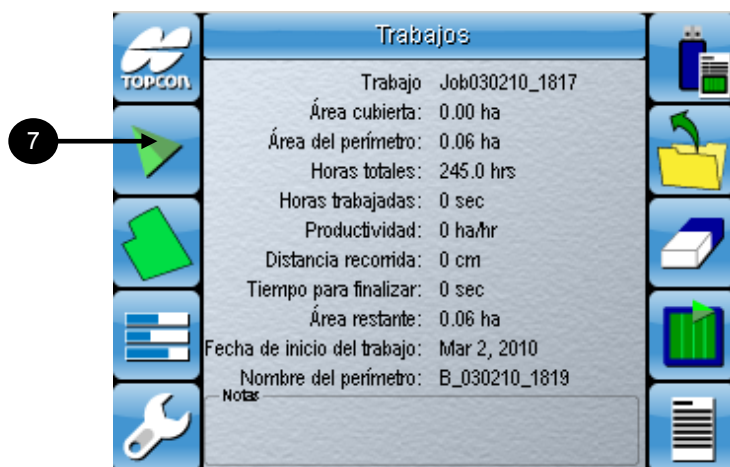 Trabajos
TOPCON
7
Trabajo Job030210_1817
Área cubierta: 0.00 ha
Área del perímetro: 0.06 ha
Horas totales: 245.0 hrs
Horas trabajadas: 0 sec
Productividad: 0 ha/hr
Distancia recorrida: 0 cm
Tiempo para finalizar: 0 sec
Área restante: 0.06 ha
Fecha de inicio del trabajo: Mar 2, 2010
Nombre del perímetro: B_030210_1819
Notas